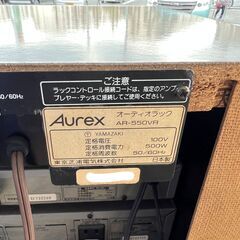 ご注意
ラックコントロール接続コードは、指定のアンプ
プレヤー・デッキに接続してご使用ください。
Aurex オーディオラック
AR-550VR
YAMAZAKI
定格電圧 100V
定格消費電力 500W
定格周波数 50/60Hz
東京芝浦電気株式会社 日本製
50/60Hz